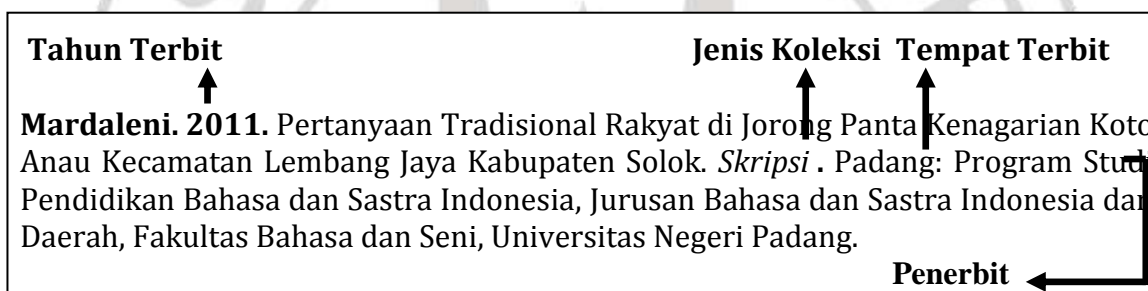 Tahun Terbit Jenis Koleksi Tempat Terbit
Mardaleni. 2011. Pertanyaan Tradisional Rakyat di Jorong Panta Kenagarian Koto
Anau Kecamatan Lembang Jaya Kabupaten Solok. Skripsi . Padang: Program Studi
Pendidikan Bahasa dan Sastra Indonesia, Jurusan Bahasa dan Sastra Indonesia dan
Daerah, Fakultas Bahasa dan Seni, Universitas Negeri Padang.
Penerbit